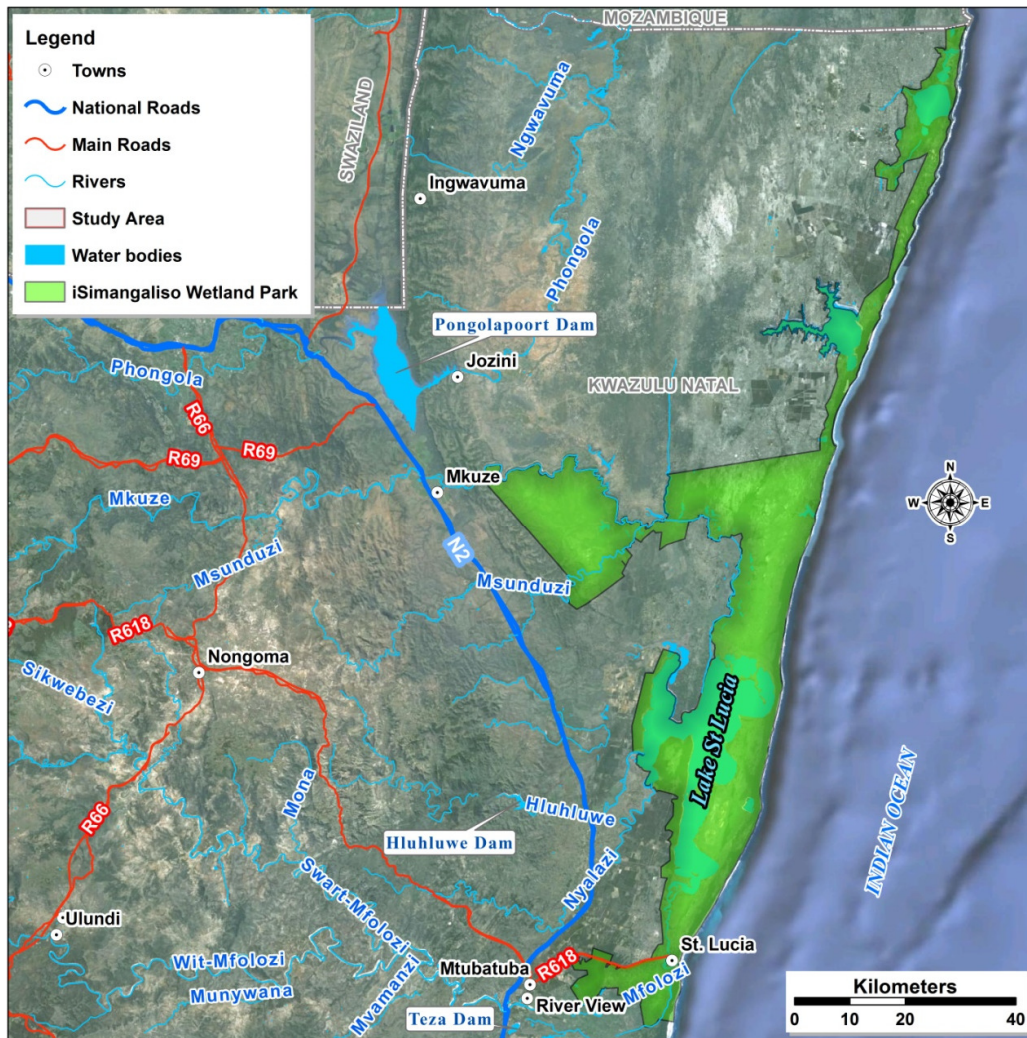 Legend
Towns
National Roads
Main Roads
Rivers
Study Area
Water bodies
iSimangaliso Wetland Park
MOZAMBIQUE
SWAZILAND
Ngwavuma
Ingwavuma
Phongola
Pongolapoort Dam
Jozini
KWAZULU NATAL
Phongola
R66
R69
R69
Mkuze
Mkuze
N
W
E
S
N2
Msunduzi
Msunduzi
R618
Nongoma
Sikwebezi
Lake St Lucia
Mona
Hluhluwe
Hluhluwe Dam
R66
INDIAN OCEAN
Nyalazi
Swart-Mfolozi
Ulundi
Wit-Mfolozi
Munywana
Mvamanzi
Mtubatuba
R618
St. Lucia
Mfolozi
River View
Teza Dam
Kilometers
0 10 20 40